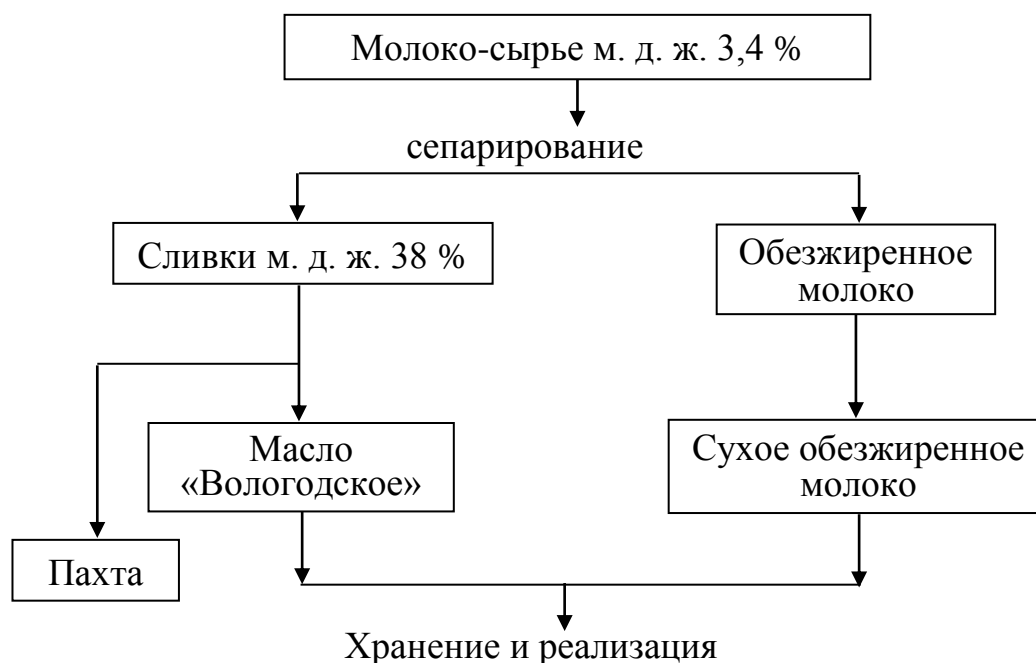 Молоко-сырье м. д. ж. 3,4 %
сепарирование
Сливки м. д. ж. 38 %
Обезжиренное
молоко
Масло
«Вологодское»
Сухое обезжиренное
молоко
Пахта
Хранение и реализация